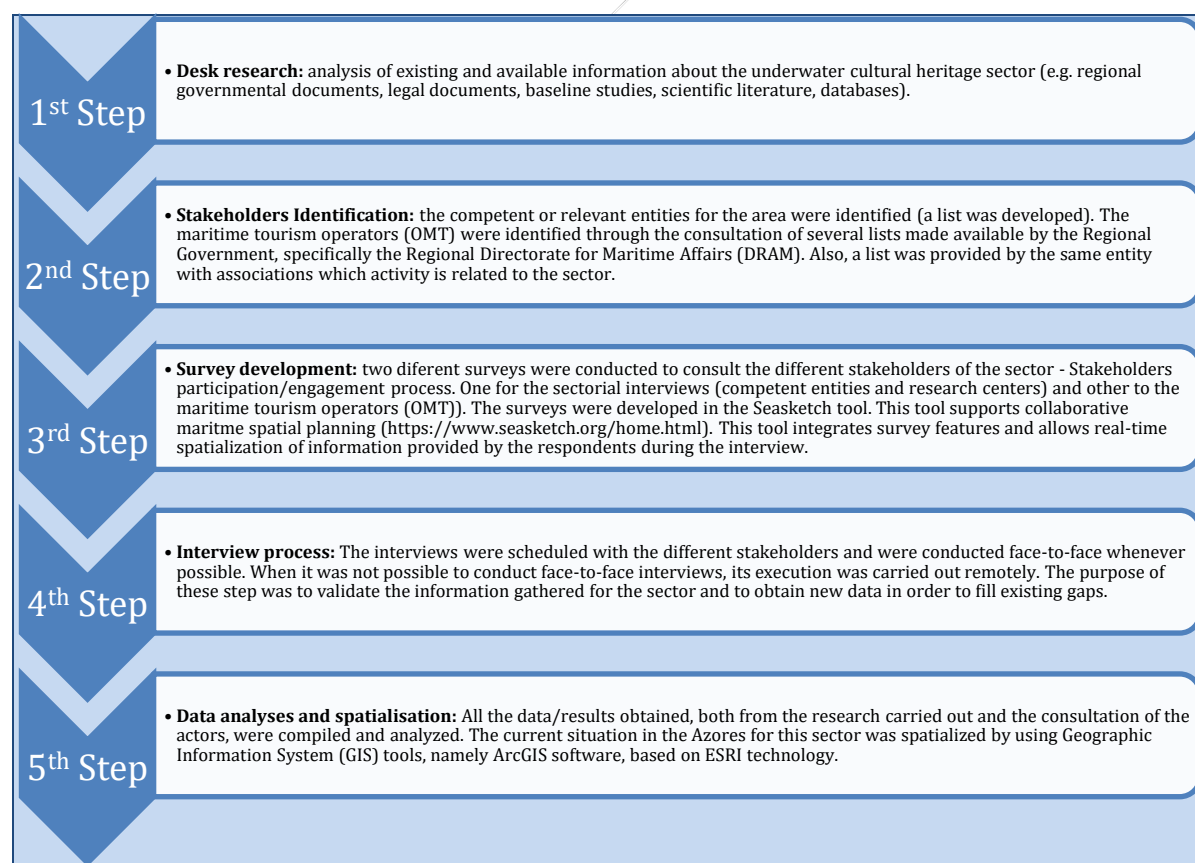 1st Step
• Desk research: analysis of existing and available information about the underwater cultural heritage sector (e.g. regional
governmental documents, legal documents, baseline studies, scientific literature, databases).
2nd Step
• Stakeholders Identification: the competent or relevant entities for the area were identified (a list was developed). The
maritime tourism operators (OMT) were identified through the consultation of several lists made available by the Regional
Government, specifically the Regional Directorate for Maritime Affairs (DRAM). Also, a list was provided by the same entity
with associations which activity is related to the sector.
3rd Step
• Survey development: two diferent surveys were conducted to consult the different stakeholders of the sector - Stakeholders
participation/engagement process. One for the sectorial interviews (competent entities and research centers) and other to the
maritime tourism operators (OMT)). The surveys were developed in the Seasketch tool. This tool supports collaborative
maritme spatial planning (https://www.seasketch.org/home.html). This tool integrates survey features and allows real-time
spatialization of information provided by the respondents during the interview.
4th Step
• Interview process: The interviews were scheduled with the different stakeholders and were conducted face-to-face whenever
possible. When it was not possible to conduct face-to-face interviews, its execution was carried out remotely. The purpose of
these step was to validate the information gathered for the sector and to obtain new data in order to fill existing gaps.
5th Step
• Data analyses and spatialisation: All the data/results obtained, both from the research carried out and the consultation of the
actors, were compiled and analyzed. The current situation in the Azores for this sector was spatialized by using Geographic
Information System (GIS) tools, namely ArcGIS software, based on ESRI technology.